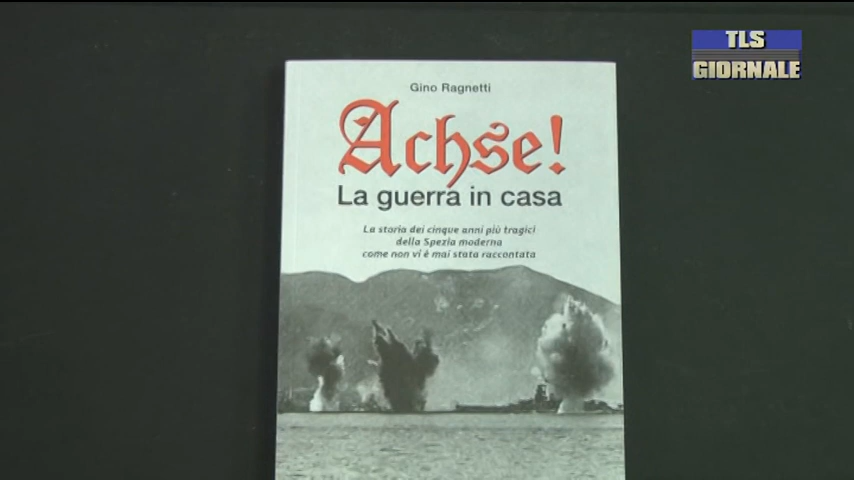 TLS
GIORNALE
Gino Ragnetti
Achse!
La guerra in casa
La storia dei cinque anni più tragici
della Spezia moderna
come non vi è mai stata raccontata